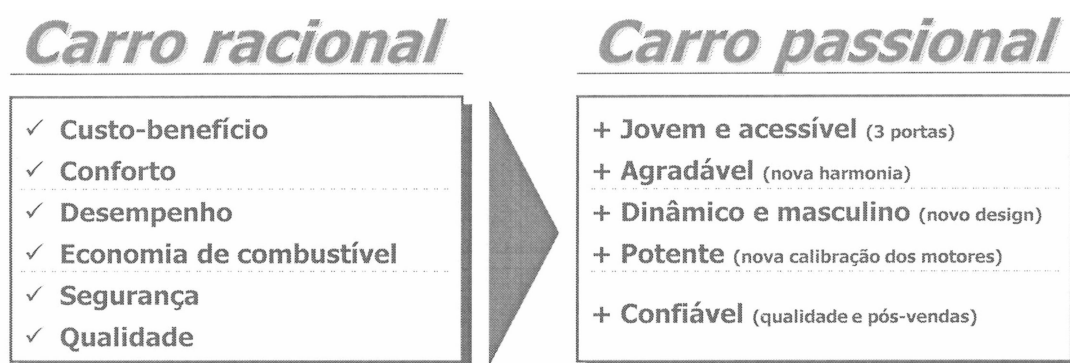 Carro racional
✓ Custo-benefício
✓ Conforto
✓ Desempenho
✓ Economia de combustível
✓ Segurança
✓ Qualidade
Carro passional
+ Jovem e acessível (3 portas)
+ Agradável (nova harmonia)
+ Dinâmico e masculino (novo design)
+ Potente (nova calibração dos motores)
+ Confiável (qualidade e pós-vendas)